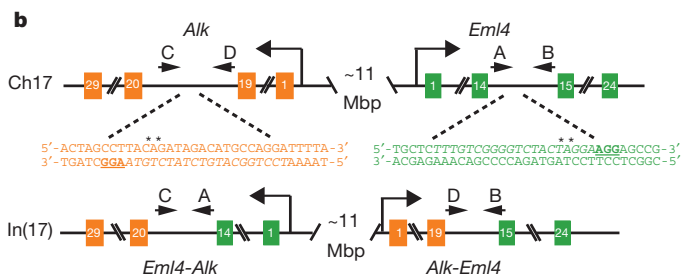 b
Alk
Eml4
C D A B
Ch17
29 20 19 1
~11
Mbp
1 14 15 24
* *
* *
5′-ACTAGCCTTACAGATAGACATGCCAGGATTTTA-3′
3′-TGATCGGAATGTCTATCTGTACGGTCCTAAAAT-5′
5′-TGCTCTTTGTCGGGGTCTACTAGGAAGGAGCCG-3′
3′-ACGAGAAACAGCCCCAGATGATCCTTCCTCGGC-5′
C A D B
In(17)
29 20 14 1
~11
Mbp
1 19 15 24
Eml4-Alk
Alk-Eml4